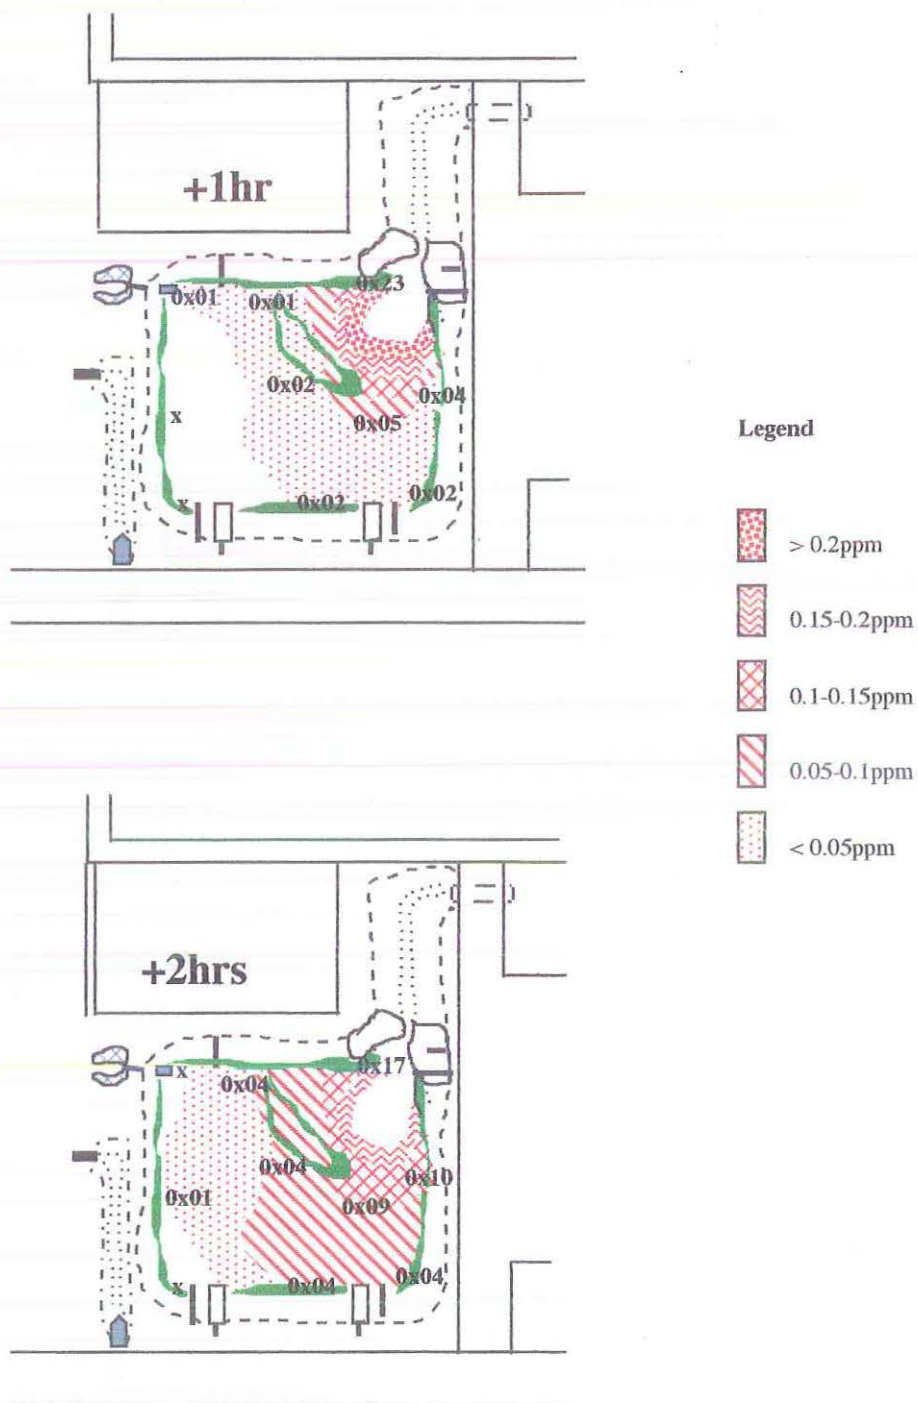 +1hr
0x01
0x01
0x23
0x02
0x04
x
0x05
x
0x02
0x02
Legend
> 0.2ppm
0.15-0.2ppm
0.1-0.15ppm
0.05-0.1ppm
< 0.05ppm
+2hrs
x
0x04
0x17
0x04
0x10
0x01
0x09
x
0x04
0x04